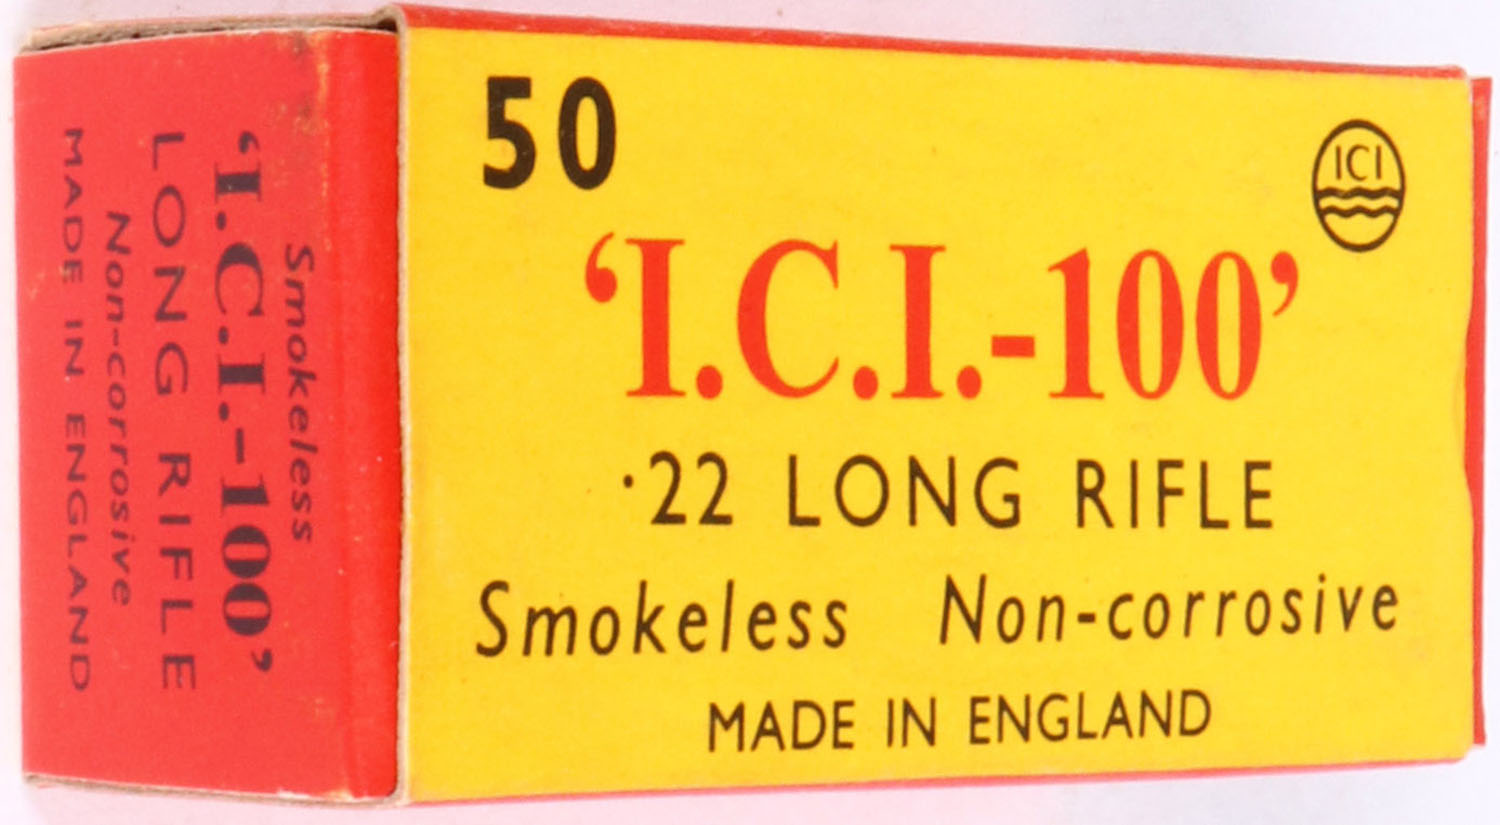 50
ICI
'I.C.I.-100'
·22 LONG RIFLE
Smokeless Non-corrosive
MADE IN ENGLAND
Smokeless
'I.C.I.-100'
LONG RIFLE
Non-corrosive
MADE IN ENGLAND